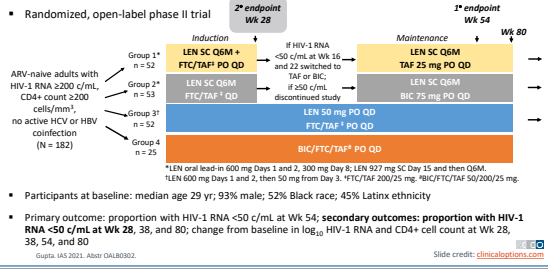 ▪ Randomized, open-label phase II trial
2° endpoint
Wk 28
1° endpoint
Wk 54
Wk 80
Induction
Maintenance
ARV-naive adults with
HIV-1 RNA ≥200 c/mL,
CD4+ count ≥200
cells/mm³,
no active HCV or HBV
coinfection
(N = 182)
Group 1*
n = 52
LEN SC Q6M +
FTC/TAF‡ PO QD
If HIV-1 RNA
<50 c/mL at Wk 16
and 22 switched to
TAF or BIC;
if ≥50 c/mL
discontinued study
LEN SC Q6M
TAF 25 mg PO QD
Group 2*
n = 53
LEN SC Q6M
FTC/TAF‡ PO QD
LEN SC Q6M
BIC 75 mg PO QD
Group 3†
n = 52
LEN 50 mg PO QD
FTC/TAF ‡ PO QD
Group 4
n = 25
BIC/FTC/TAF# PO QD
*LEN oral lead-in 600 mg Days 1 and 2, 300 mg Day 8; LEN 927 mg SC Day 15 and then Q6M.
†LEN 600 mg Days 1 and 2, then 50 mg from Day 3. ‡FTC/TAF 200/25 mg. #BIC/FTC/TAF 50/200/25 mg.
▪ Participants at baseline: median age 29 yr; 93% male; 52% Black race; 45% Latinx ethnicity
▪ Primary outcome: proportion with HIV-1 RNA <50 c/mL at Wk 54; secondary outcomes: proportion with HIV-
1 RNA <50 c/mL at Wk 28, 38, and 80; change from baseline in log10 HIV-1 RNA and CD4+ cell count at Wk 28,
38, 54, and 80
Gupta. IAS 2021. Abstr OALB0302.
Slide credit: clinicaloptions.com